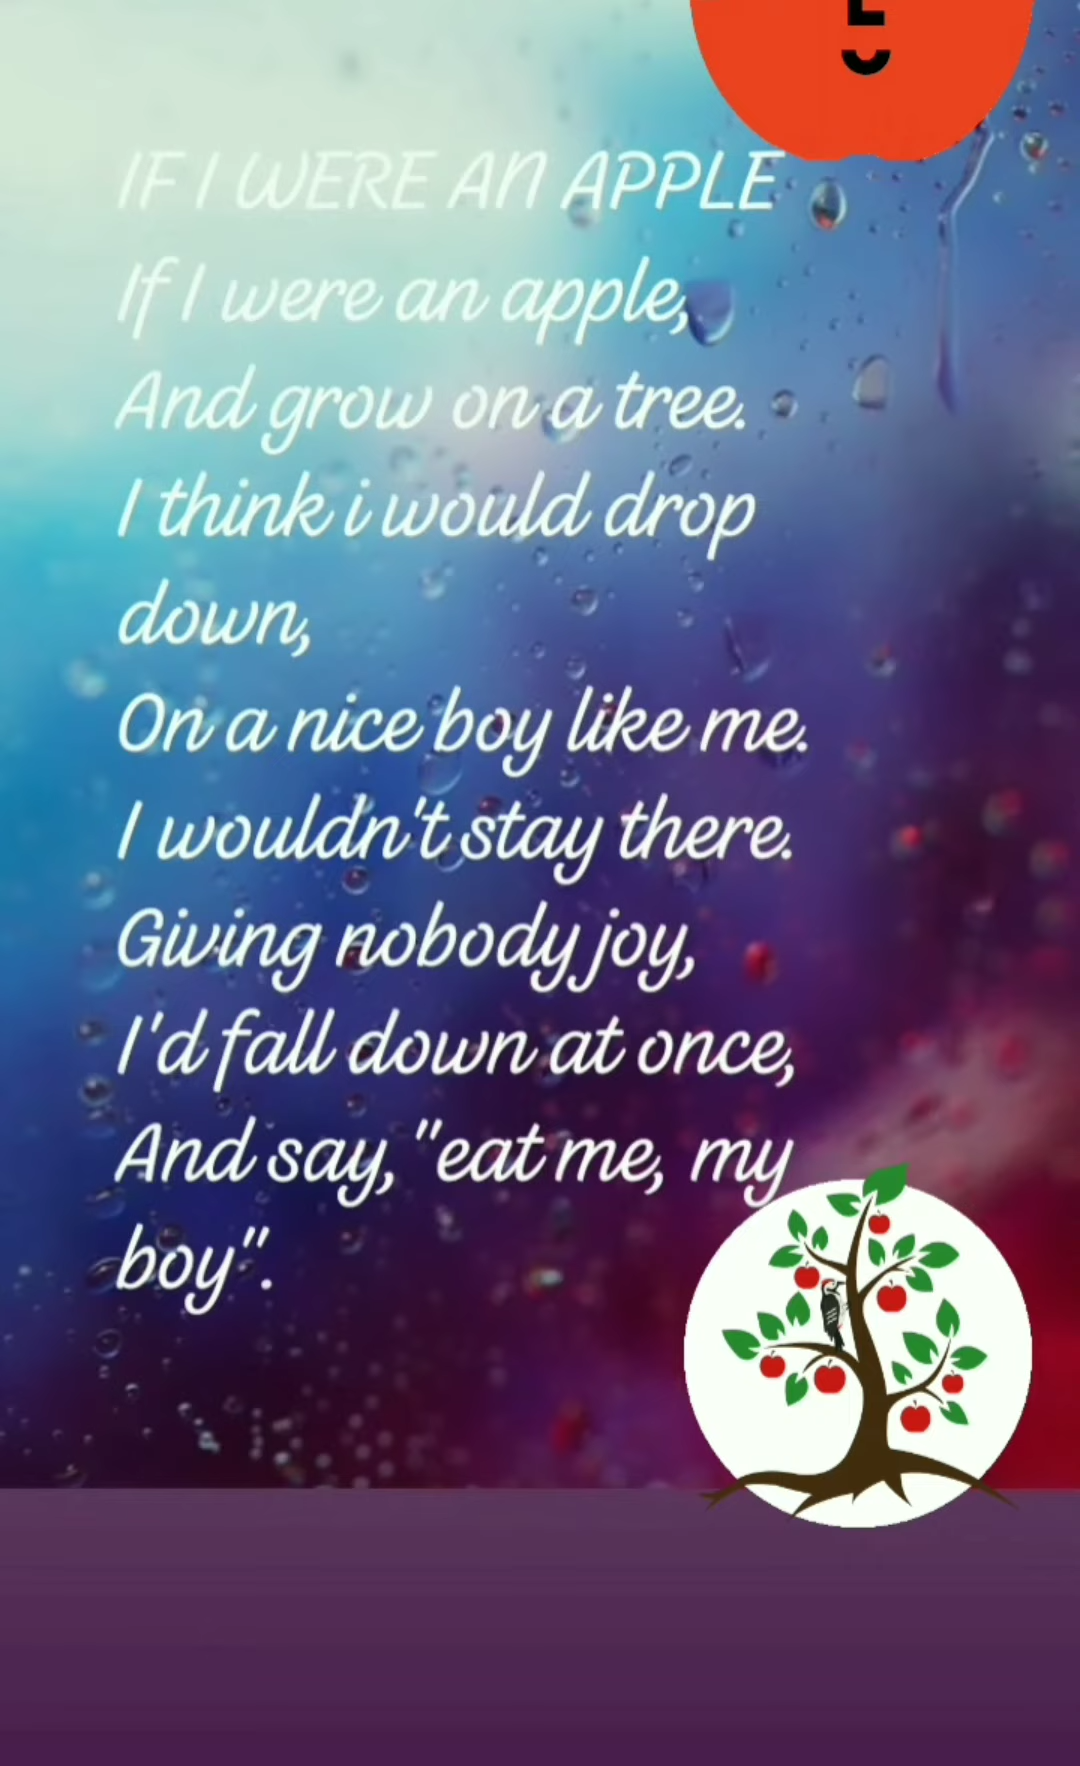 IF I WERE AN APPLE
If I were an apple,
And grow on a tree.
I think i would drop
down,
On a nice boy like me.
I wouldn't stay there.
Giving nobody joy,
I'd fall down at once,
And say, "eat me, my
boy".